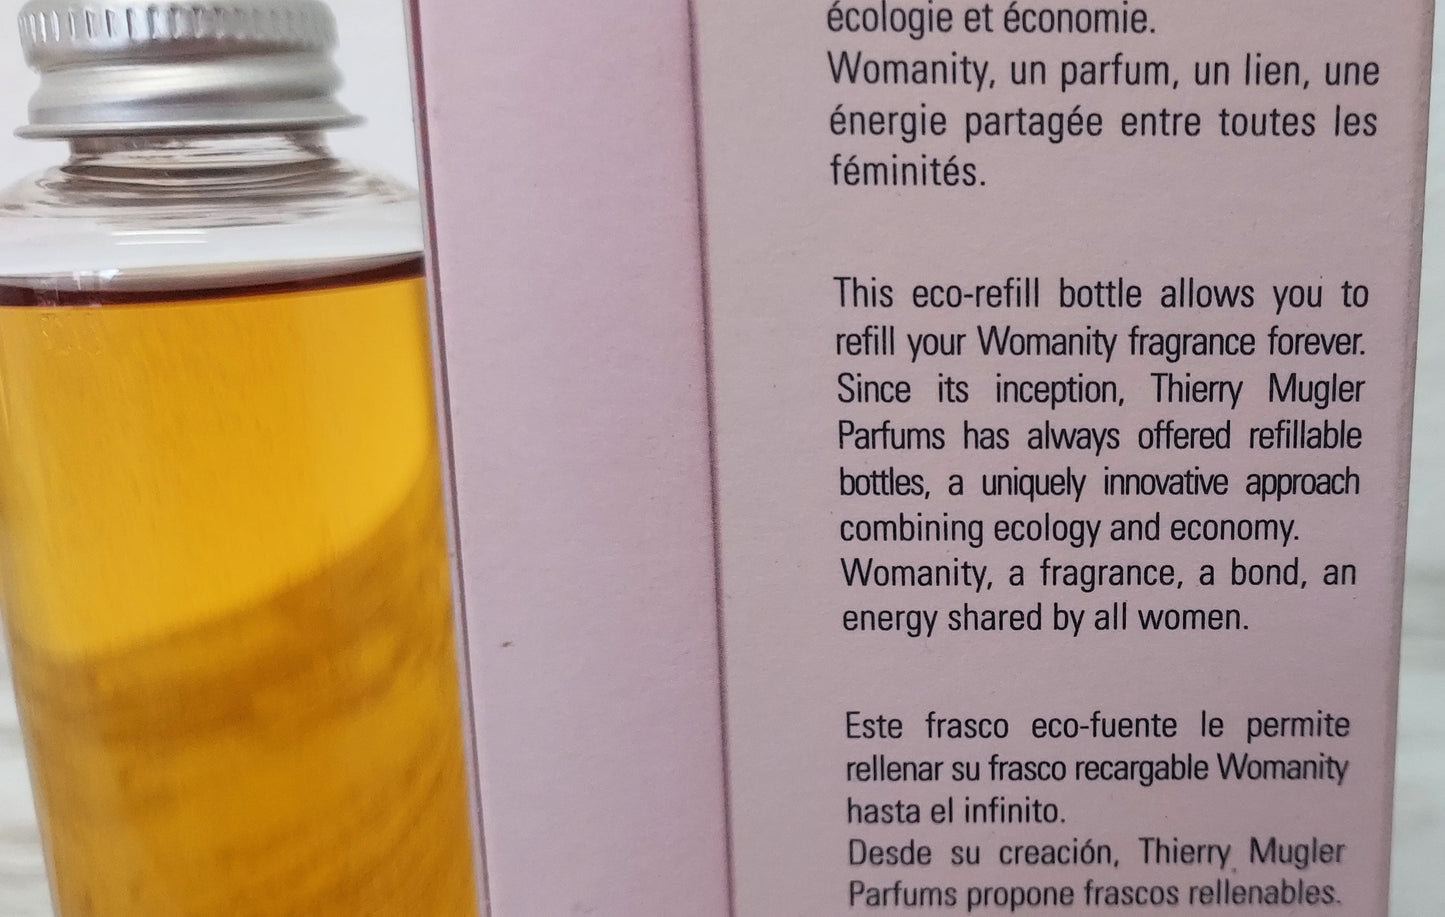 écologie et économie.
Womanity, un parfum, un lien, une
énergie partagée entre toutes les
féminités.
This eco-refill bottle allows you to
refill your Womanity fragrance forever.
Since its inception, Thierry Mugler
Parfums has always offered refillable
bottles, a uniquely innovative approach
combining ecology and economy.
Womanity, a fragrance, a bond, an
energy shared by all women.
Este frasco eco-fuente le permite
rellenar su frasco recargable Womanity
hasta el infinito.
Desde su creación, Thierry Mugler
Parfums propone frascos rellenables.